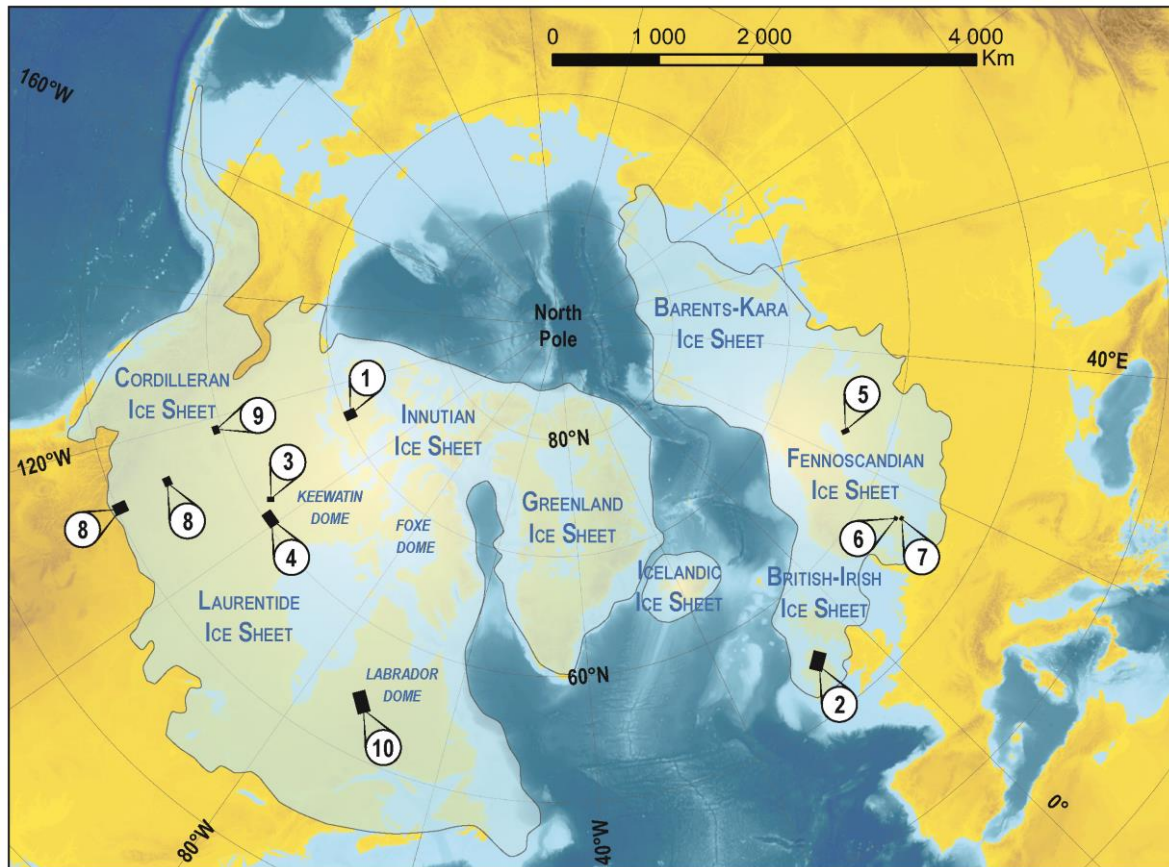 0 1 000 2 000 4 000
Km
160°W
North
Pole
BARENTS-KARA
ICE SHEET
40°E
CORDILLERAN
ICE SHEET
1
INNUTIAN
ICE SHEET
5
9
80°N
120°W
3
FENNOSCANDIAN
ICE SHEET
KEEWATIN
DOME
GREENLAND
ICE SHEET
8
8
4
FOXE
DOME
6
7
ICELANDIC
ICE SHEET
BRITISH-IRISH
ICE SHEET
LAURENTIDE
ICE SHEET
60°N
LABRADOR
DOME
2
10
0°
80°W
40°W